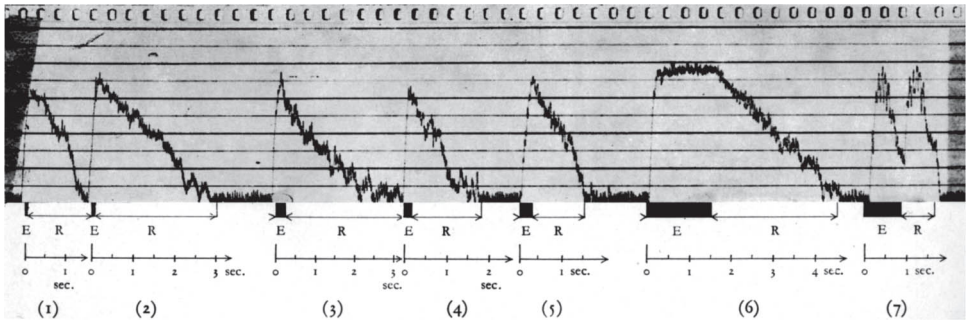 E R E R E R E R E R E R E R
0 1 0 1 2 3 sec. 0 1 2 3 0 1 2 0 1 sec. 0 1 2 3 4 sec. 0 1 sec.
sec. sec. sec.
(1) (2) (3) (4) (5) (6) (7)